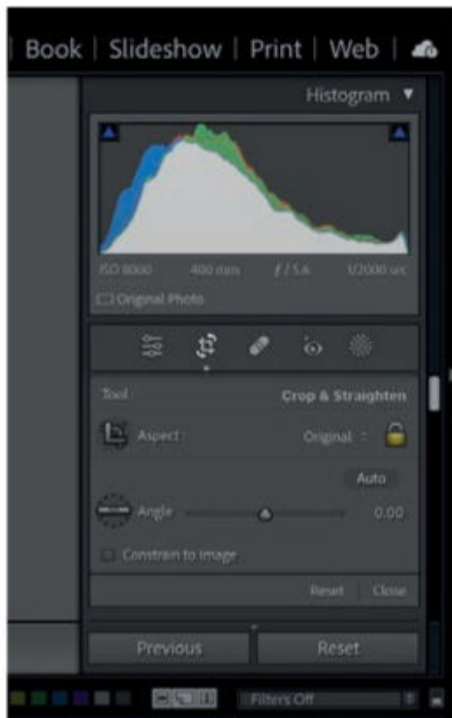 Book | Slideshow | Print | Web |
Histogram
ISO 8000 400 mm f / 5.6 1/2000 sec
Original Photo
Tool : Crop & Straighten
Aspect : Original
Auto
Angle 0.00
Constrain to image
Reset Close
Previous Reset
Filters Off